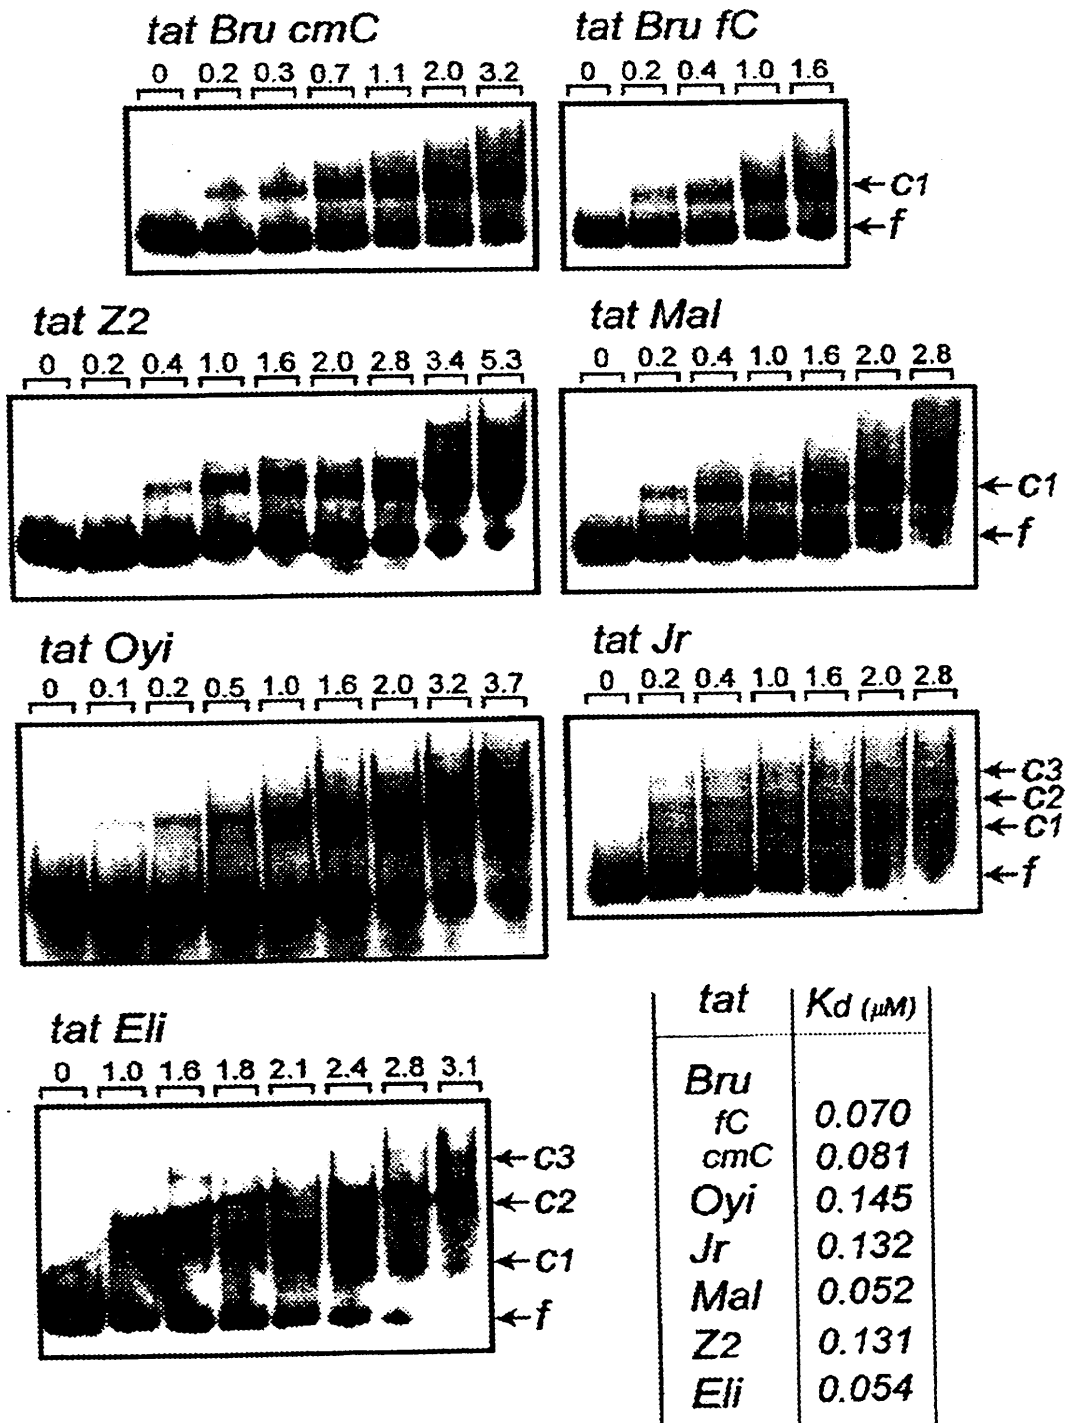 tat Bru cmC
0 0.2 0.3 0.7 1.1 2.0 3.2
tat Bru fC
0 0.2 0.4 1.0 1.6
←C1
←f
tat Z2
0 0.2 0.4 1.0 1.6 2.0 2.8 3.4 5.3
tat Mal
0 0.2 0.4 1.0 1.6 2.0 2.8
←C1
←f
tat Oyi
0 0.1 0.2 0.5 1.0 1.6 2.0 3.2 3.7
tat Jr
0 0.2 0.4 1.0 1.6 2.0 2.8
←C3
←C2
←C1
←f
tat Eli
0 1.0 1.6 1.8 2.1 2.4 2.8 3.1
←C3
←C2
←C1
←f
tat Kd (μM)
Bru
fC 0.070
cmC 0.081
Oyi 0.145
Jr 0.132
Mal 0.052
Z2 0.131
Eli 0.054